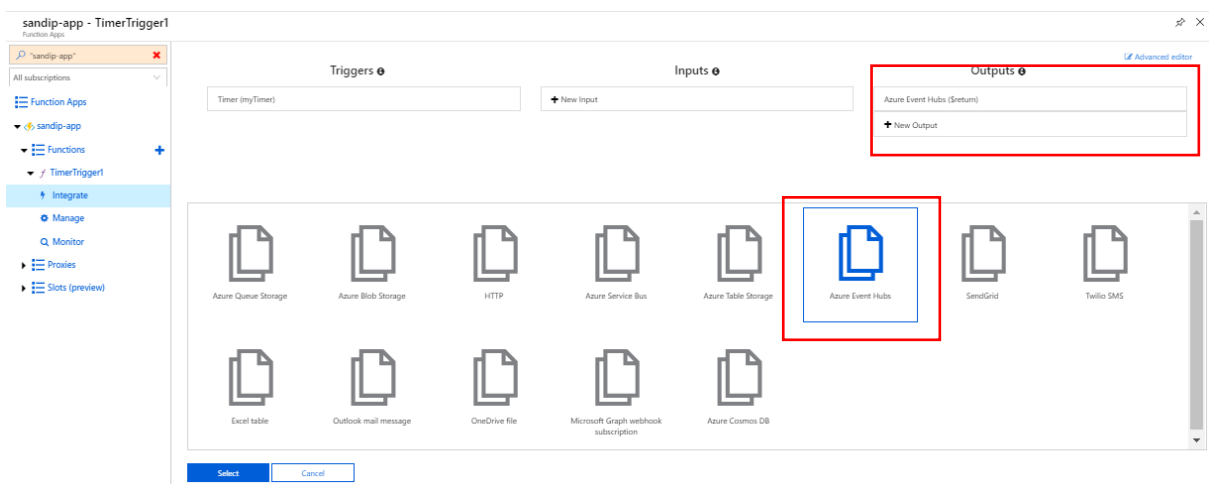 sandip-app - TimerTrigger1
Function Apps
"sandip-app"
All subscriptions
Function Apps
sandip-app
Functions
TimerTrigger1
Integrate
Manage
Monitor
Proxies
Slots (preview)
Advanced editor
Triggers
Inputs
Outputs
Timer (myTimer)
New Input
Azure Event Hubs ($return)
New Output
Azure Queue Storage
Azure Blob Storage
HTTP
Azure Service Bus
Azure Table Storage
Azure Event Hubs
SendGrid
Twilio SMS
Excel table
Outlook mail message
OneDrive file
Microsoft Graph webhook
subscription
Azure Cosmos DB
Select
Cancel